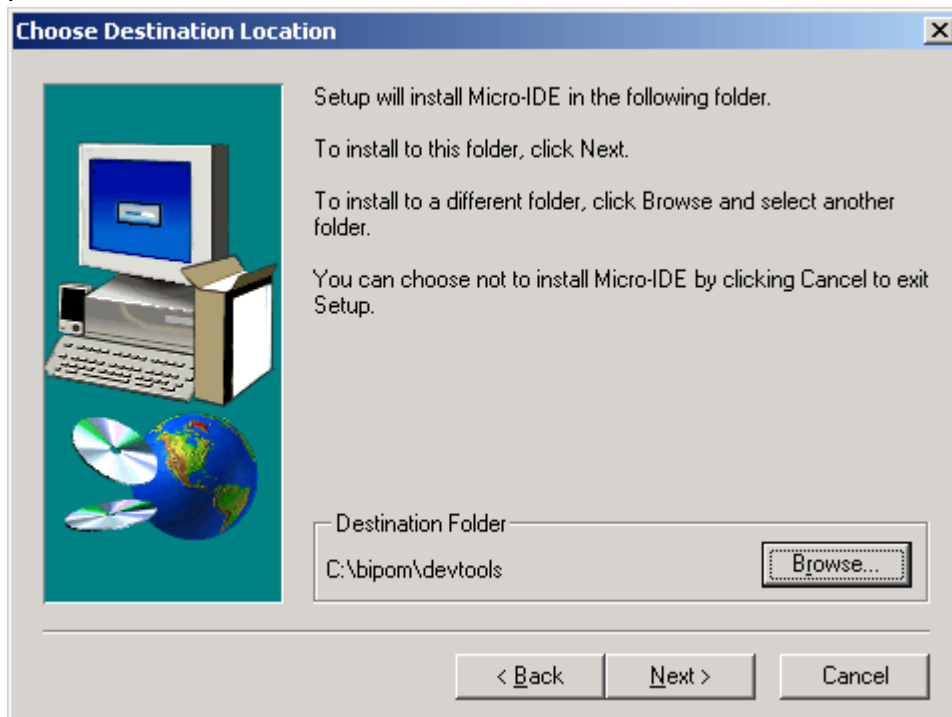 Choose Destination Location
Setup will install Micro-IDE in the following folder.
To install to this folder, click Next.
To install to a different folder, click Browse and select another
folder.
You can choose not to install Micro-IDE by clicking Cancel to exit
Setup.
Destination Folder
C:\bipom\devtools
Browse...
< Back
Next >
Cancel